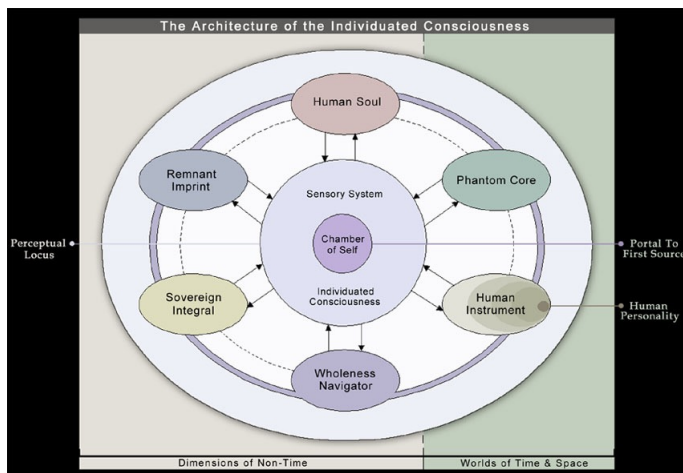 The Architecture of the Individuated Consciousness
Human Soul
Remnant
Imprint
Phantom Core
Sensory System
Chamber
of Self
Perceptual
Locus
Portal To
First Source
Individuated
Consciousness
Sovereign
Integral
Human
Instrument
Human
Personality
Wholeness
Navigator
Dimensions of Non-Time
Worlds of Time & Space